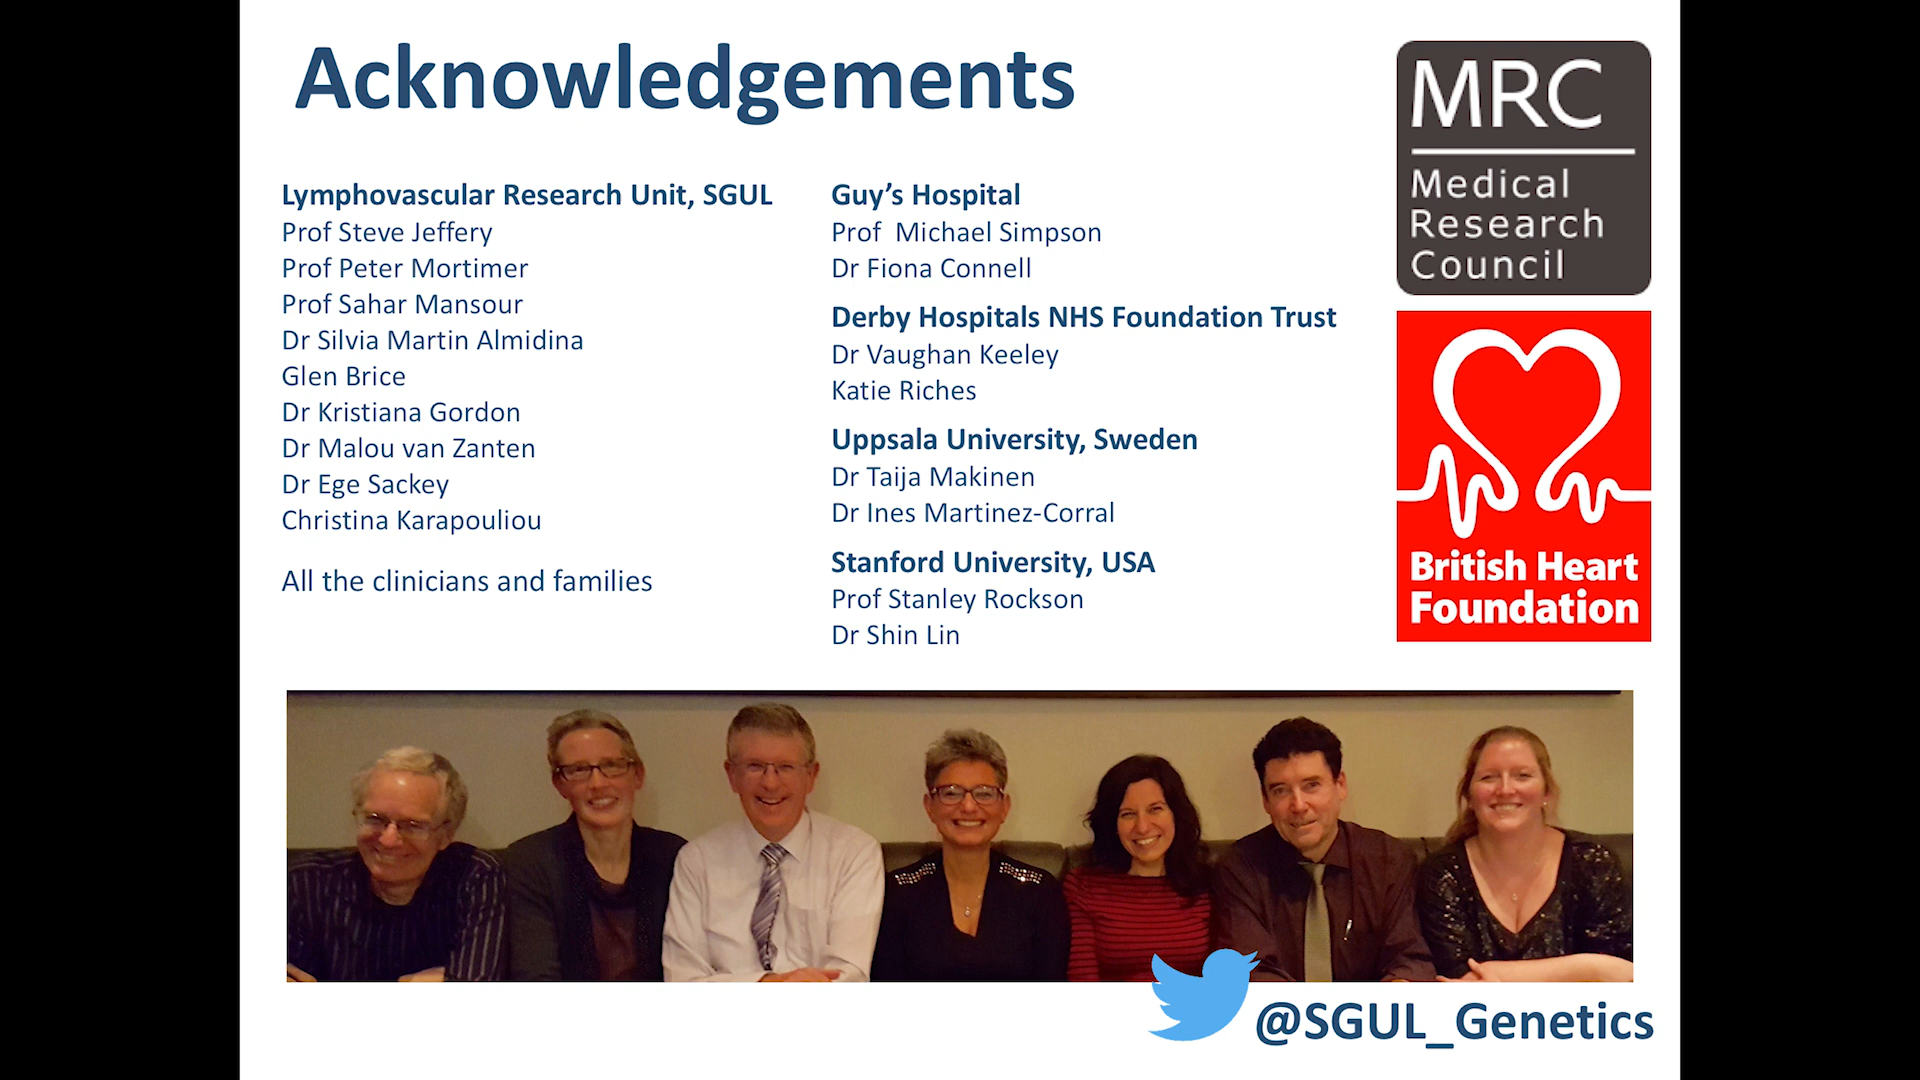 Acknowledgements
Lymphovascular Research Unit, SGUL
Prof Steve Jeffery
Prof Peter Mortimer
Prof Sahar Mansour
Dr Silvia Martin Almidina
Glen Brice
Dr Kristiana Gordon
Dr Malou van Zanten
Dr Ege Sackey
Christina Karapouliou
All the clinicians and families
Guy’s Hospital
Prof  Michael Simpson
Dr Fiona Connell
Derby Hospitals NHS Foundation Trust
Dr Vaughan Keeley
Katie Riches
Uppsala University, Sweden
Dr Taija Makinen
Dr Ines Martinez-Corral
Stanford University, USA
Prof Stanley Rockson
Dr Shin Lin
MRC
Medical
Research
Council
British Heart
Foundation
@SGUL_Genetics